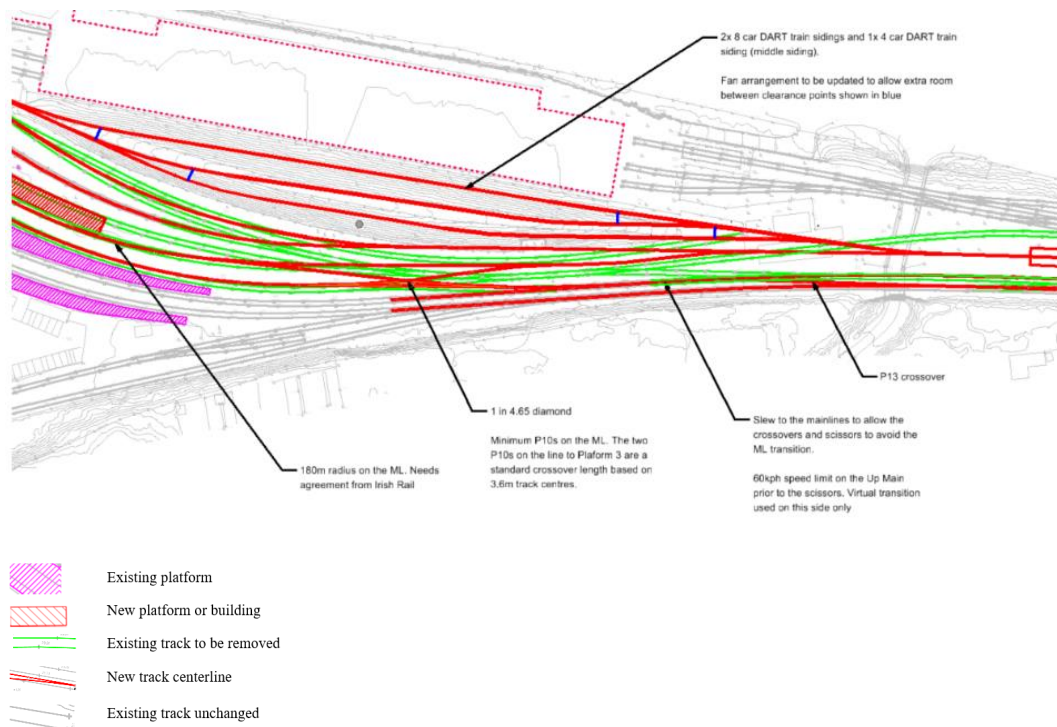 2x 8 car DART train sidings and 1x 4 car DART train
siding (middle siding).
Fan arrangement to be updated to allow extra room
between clearance points shown in blue
P13 crossover
1 in 4.65 diamond
Minimum P10s on the ML. The two
P10s on the line to Plaform 3 are a
standard crossover length based on
3.6m track centres.
Slew to the mainlines to allow the
crossovers and scissors to avoid the
ML transition.
60kph speed limit on the Up Main
prior to the scissors. Virtual transition
used on this side only
180m radius on the ML. Needs
agreement from Irish Rail
Existing platform
New platform or building
Existing track to be removed
New track centerline
Existing track unchanged